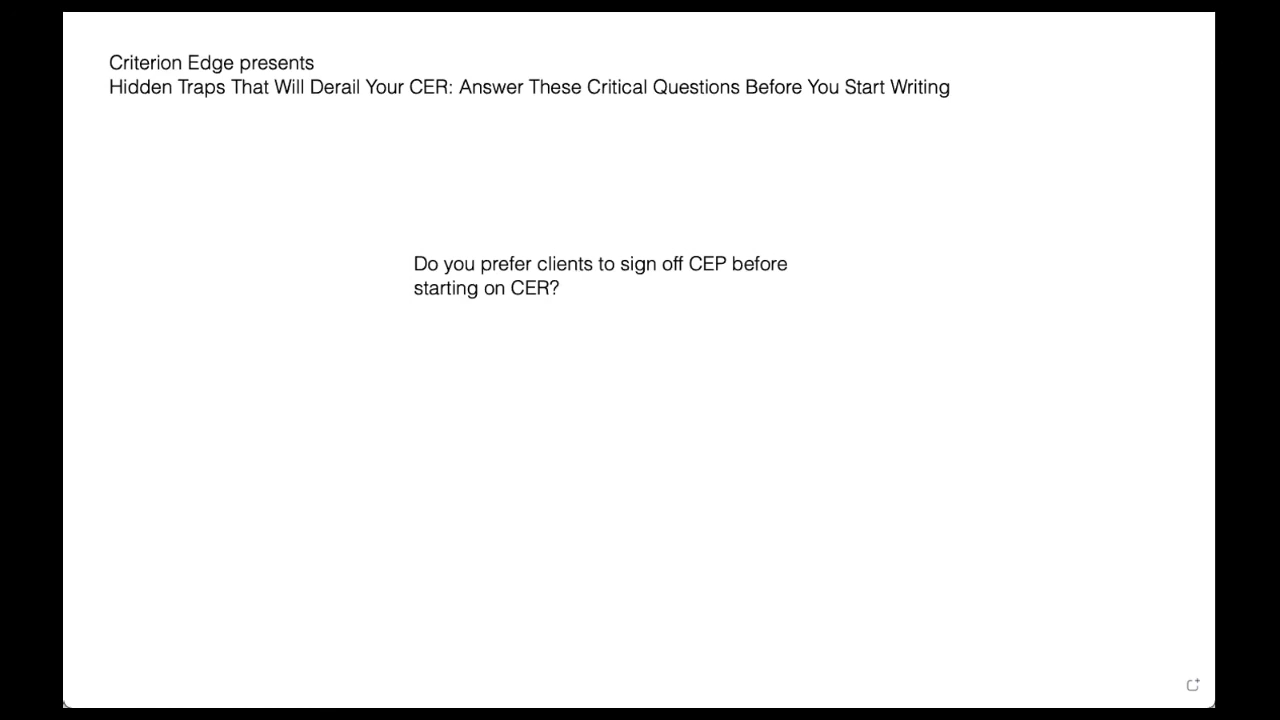 Criterion Edge presents
Hidden Traps That Will Derail Your CER: Answer These Critical Questions Before You Start Writing
Do you prefer clients to sign off CEP before
starting on CER?